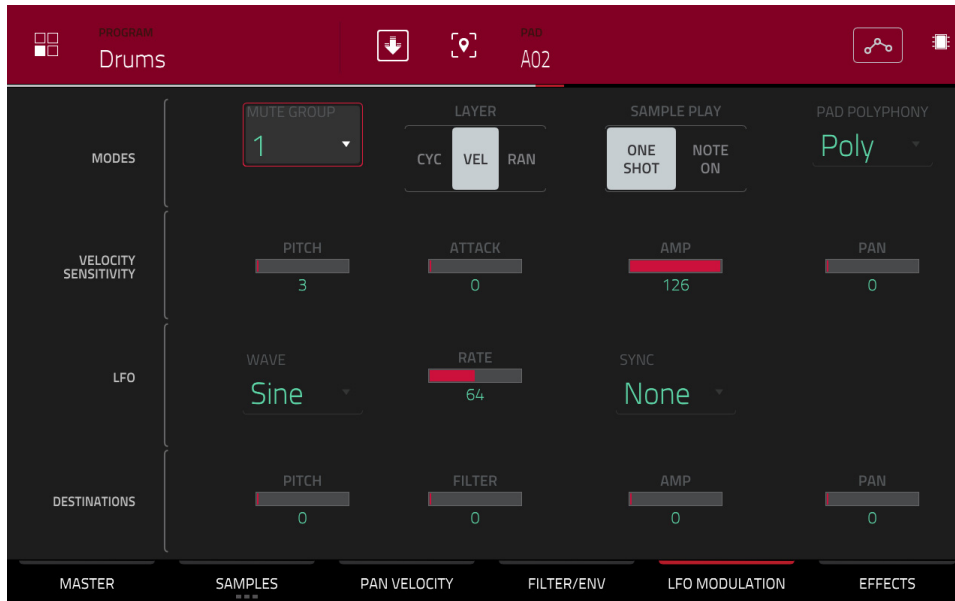 PROGRAM
Drums
PAD
A02
MODES
MUTE GROUP
1
LAYER
CYC VEL RAN
SAMPLE PLAY
ONE SHOT
NOTE ON
PAD POLYPHONY
Poly
VELOCITY
SENSITIVITY
PITCH
3
ATTACK
0
AMP
126
PAN
0
LFO
WAVE
Sine
RATE
64
SYNC
None
DESTINATIONS
PITCH
0
FILTER
0
AMP
0
PAN
0
MASTER SAMPLES PAN VELOCITY FILTER/ENV LFO MODULATION EFFECTS